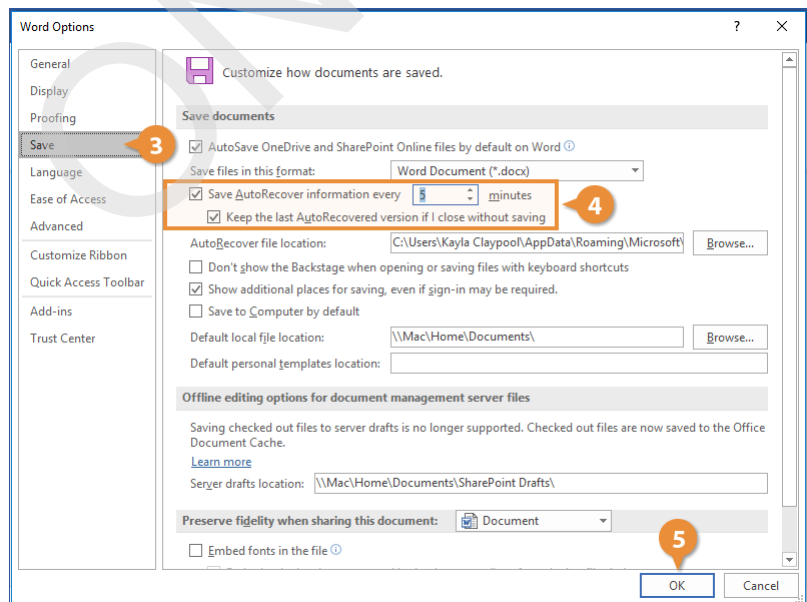 Word Options ?
General
Display
Proofing
Save
Language
Ease of Access
Advanced
Customize Ribbon
Quick Access Toolbar
Add-ins
Trust Center
Customize how documents are saved.
Save documents
AutoSave OneDrive and SharePoint Online files by default on Word
Save files in this format: Word Document (*.docx)
Save AutoRecover information every 5 minutes
Keep the last AutoRecovered version if I close without saving
AutoRecover file location: C:\Users\Kayla Claypool\AppData\Roaming\Microsoft\ Browse...
Don't show the Backstage when opening or saving files with keyboard shortcuts
Show additional places for saving, even if sign-in may be required.
Save to Computer by default
Default local file location: \\Mac\Home\Documents\ Browse...
Default personal templates location:
Offline editing options for document management server files
Saving checked out files to server drafts is no longer supported. Checked out files are now saved to the Office
Document Cache.
Learn more
Server drafts location: \\Mac\Home\Documents\SharePoint Drafts\
Preserve fidelity when sharing this document: Document
Embed fonts in the file
OK Cancel
3
4
5